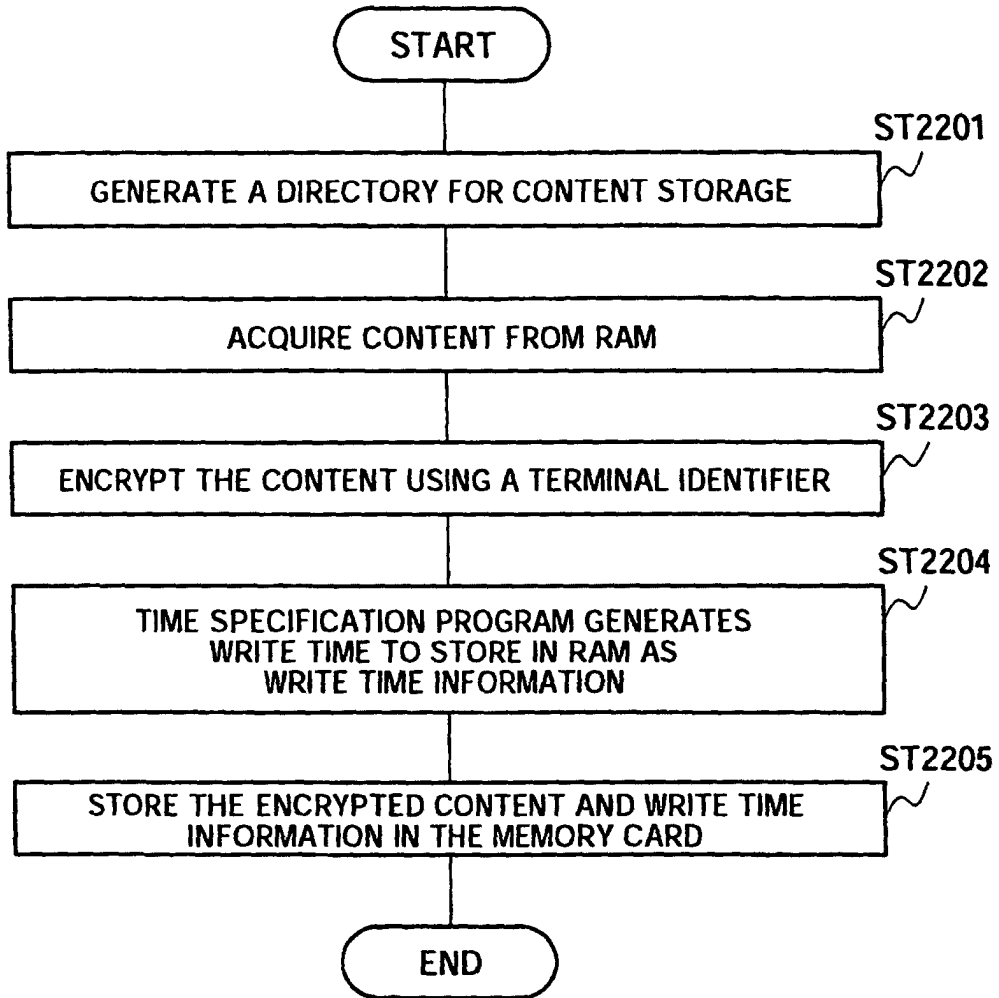 START
ST2201
GENERATE A DIRECTORY FOR CONTENT STORAGE
ST2202
ACQUIRE CONTENT FROM RAM
ST2203
ENCRYPT THE CONTENT USING A TERMINAL IDENTIFIER
ST2204
TIME SPECIFICATION PROGRAM GENERATES
WRITE TIME TO STORE IN RAM AS
WRITE TIME INFORMATION
ST2205
STORE THE ENCRYPTED CONTENT AND WRITE TIME
INFORMATION IN THE MEMORY CARD
END